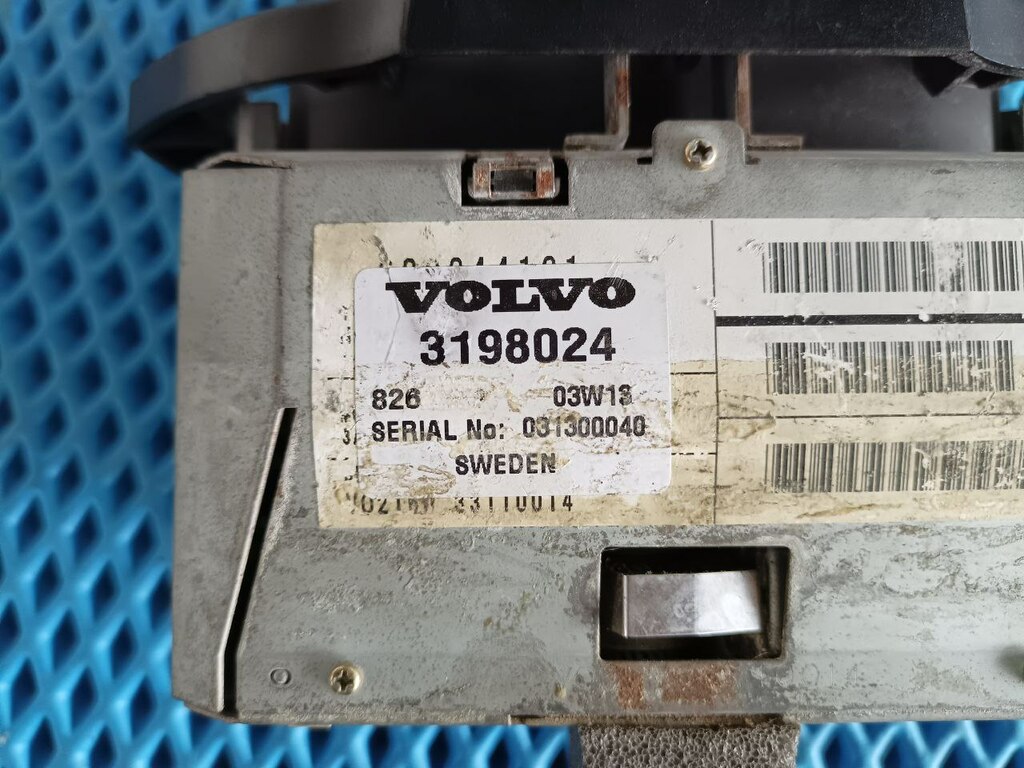 VOLVO
3198024
826 03W13
SERIAL No: 031300040
SWEDEN